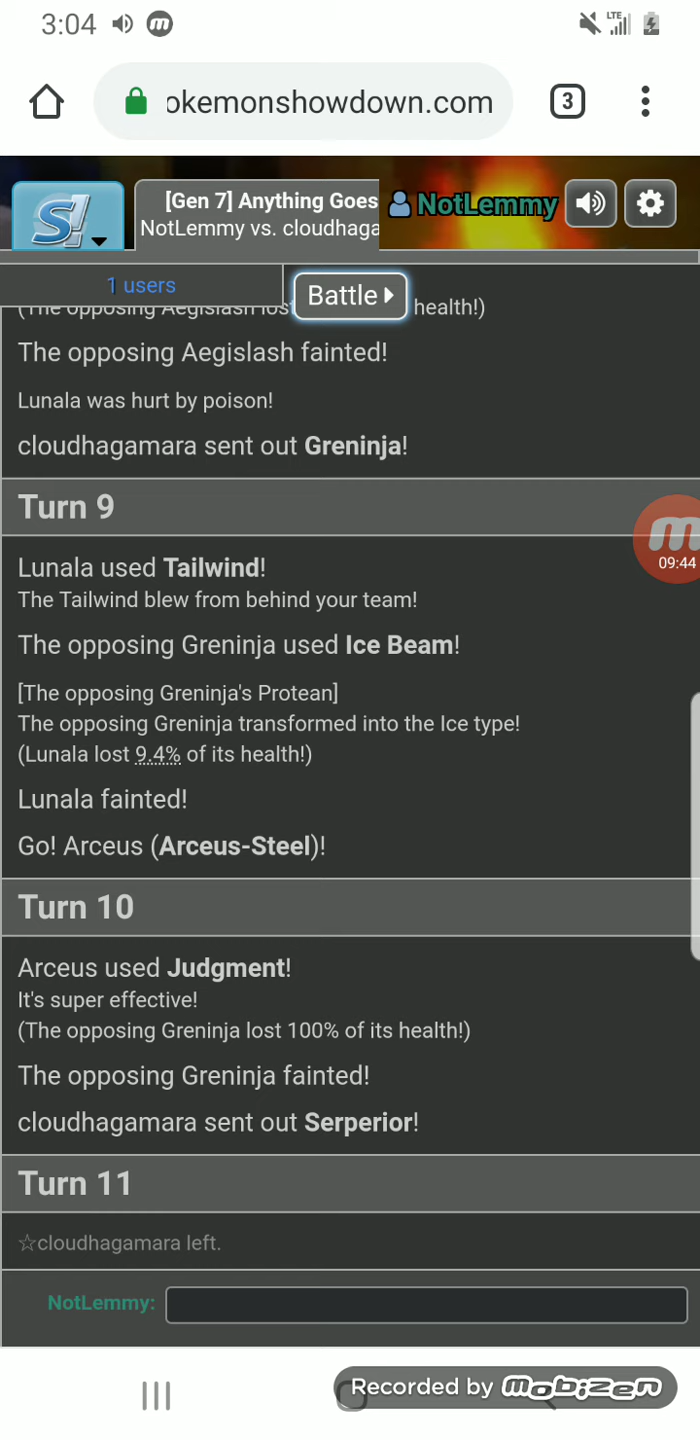 3:04
LTE
okemonshowdown.com
3
S!
[Gen 7] Anything Goes
NotLemmy vs. cloudhaga
NotLemmy
1 users
Battle
(The opposing Aegislash lost health!)
The opposing Aegislash fainted!
Lunala was hurt by poison!
cloudhagamara sent out Greninja!
Turn 9
m
09:44
Lunala used Tailwind!
The Tailwind blew from behind your team!
The opposing Greninja used Ice Beam!
[The opposing Greninja's Protean]
The opposing Greninja transformed into the Ice type!
(Lunala lost 9.4% of its health!)
Lunala fainted!
Go! Arceus (Arceus-Steel)!
Turn 10
Arceus used Judgment!
It's super effective!
(The opposing Greninja lost 100% of its health!)
The opposing Greninja fainted!
cloudhagamara sent out Serperior!
Turn 11
☆cloudhagamara left.
NotLemmy:
Recorded by mobizen